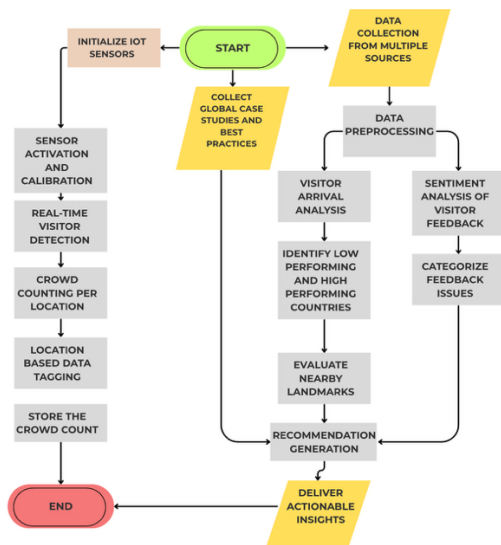 INITIALIZE IOT
SENSORS
START
DATA
COLLECTION
FROM MULTIPLE
SOURCES
COLLECT
GLOBAL CASE
STUDIES AND
BEST
PRACTICES
DATA
PREPROCESSING
SENSOR
ACTIVATION
AND
CALIBRATION
VISITOR
ARRIVAL
ANALYSIS
SENTIMENT
ANALYSIS OF
VISITOR
FEEDBACK
REAL-TIME
VISITOR
DETECTION
IDENTIFY LOW
PERFORMING
AND HIGH
PERFORMING
COUNTRIES
CATEGORIZE
FEEDBACK
ISSUES
CROWD
COUNTING PER
LOCATION
LOCATION
BASED DATA
TAGGING
EVALUATE
NEARBY
LANDMARKS
STORE THE
CROWD COUNT
RECOMMENDATION
GENERATION
END
DELIVER
ACTIONABLE
INSIGHTS